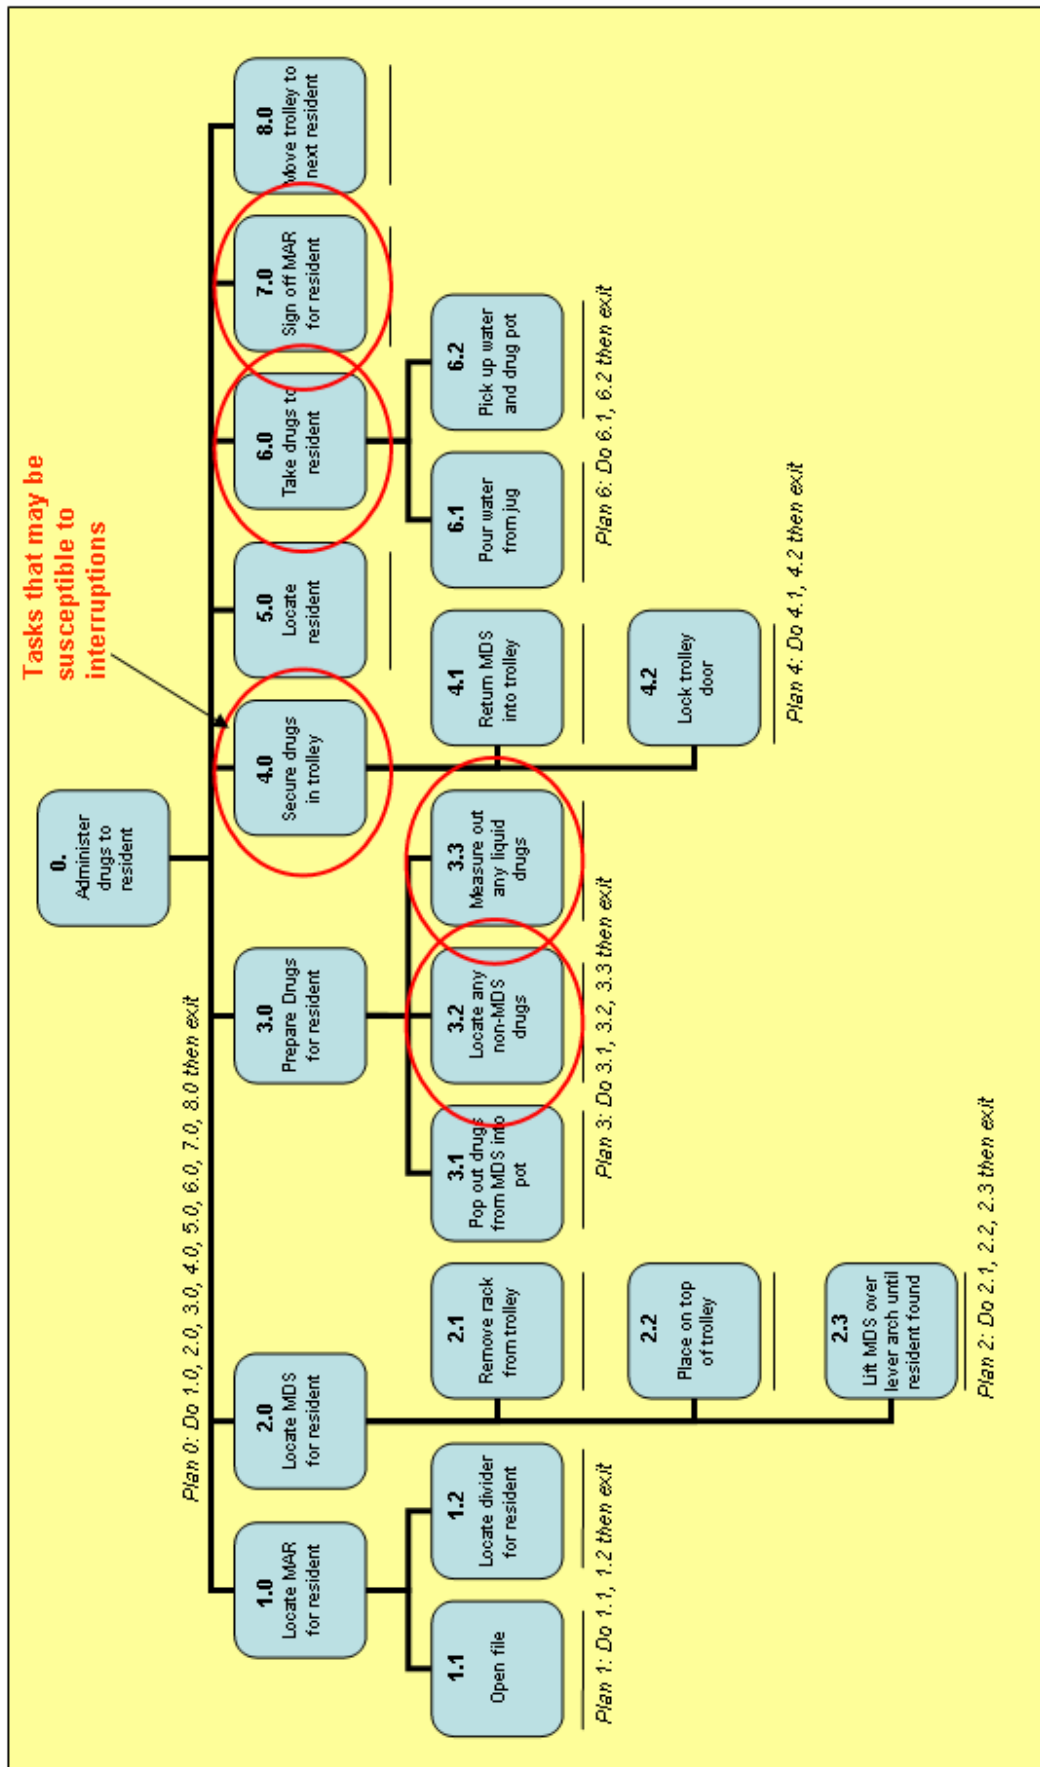 Tasks that may be
susceptible to
interruptions
0.
Administer
drugs to
resident
Plan 0: Do 1.0, 2.0, 3.0, 4.0, 5.0, 6.0, 7.0, 8.0 then exit
1.0
Locate MAR
for resident
2.0
Locate MDS
for resident
3.0
Prepare Drugs
for resident
4.0
Secure drugs
in trolley
5.0
Locate
resident
6.0
Take drugs to
resident
7.0
Sign off MAR
for resident
8.0
Move trolley to
next resident
1.1
Open file
1.2
Locate divider
for resident
Plan 1: Do 1.1, 1.2 then exit
2.1
Remove rack
from trolley
2.2
Place on top
of trolley
2.3
Lift MDS over
lever arch until
resident found
Plan 2: Do 2.1, 2.2, 2.3 then exit
3.1
Pop out drugs
from MDS into
pot
3.2
Locate any
non-MDS
drugs
3.3
Measure out
any liquid
drugs
Plan 3: Do 3.1, 3.2, 3.3 then exit
4.1
Return MDS
into trolley
4.2
Lock trolley
door
Plan 4: Do 4.1, 4.2 then exit
6.1
Pour water
from jug
6.2
Pick up water
and drug pot
Plan 6: Do 6.1, 6.2 then exit